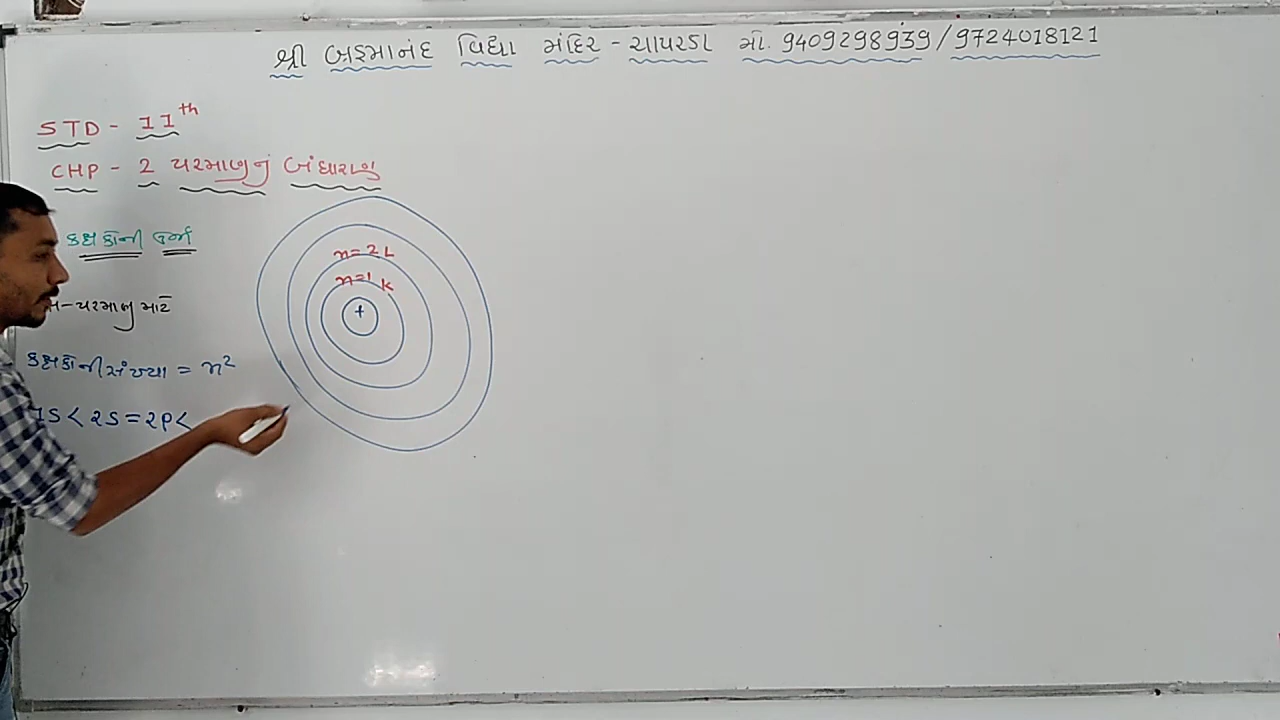 શ્રી બ્રહ્માનંદ વિદ્યા મંદિર - ચાપરડા મો. 9409298939 / 9724018121
STD - 11th
CHP - 2 પરમાણુનું બંધારણ
કક્ષકોની ઉર્જા
n = 2 L
n = 1 K
+
- પરમાણુ માટે
કક્ષકોની સંખ્યા = n²
1S < 2S = 2P <